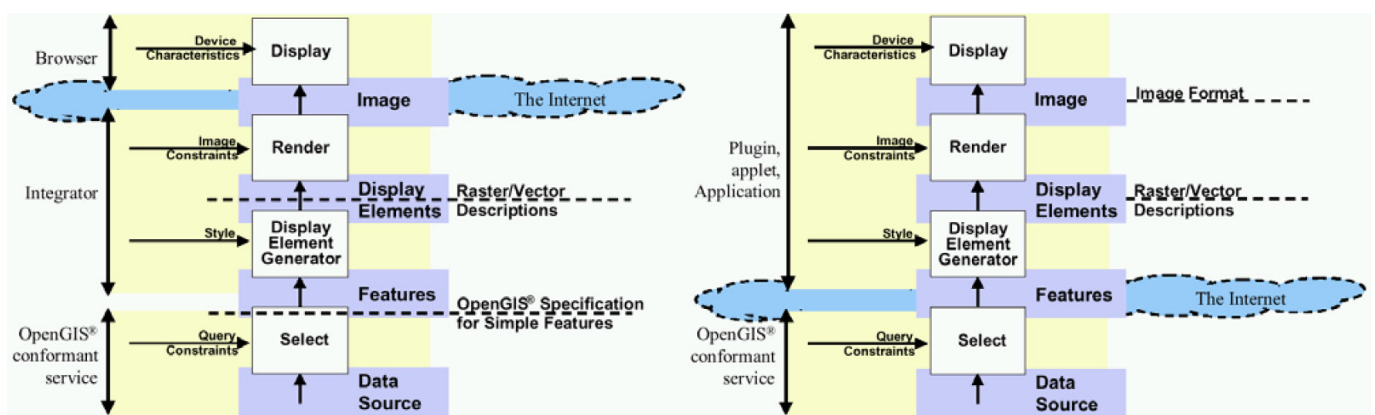 Browser
Device
Characteristics
Display
Image
The Internet
Integrator
Image
Constraints
Render
Display
Elements
Raster/Vector
Descriptions
Style
Display
Element
Generator
Features
OpenGIS® Specification
for Simple Features
OpenGIS®
conformant
service
Query
Constraints
Select
Data
Source
Device
Characteristics
Display
Image
Image Format
Plugin,
applet,
Application
Image
Constraints
Render
Display
Elements
Raster/Vector
Descriptions
Style
Display
Element
Generator
Features
The Internet
OpenGIS®
conformant
service
Query
Constraints
Select
Data
Source